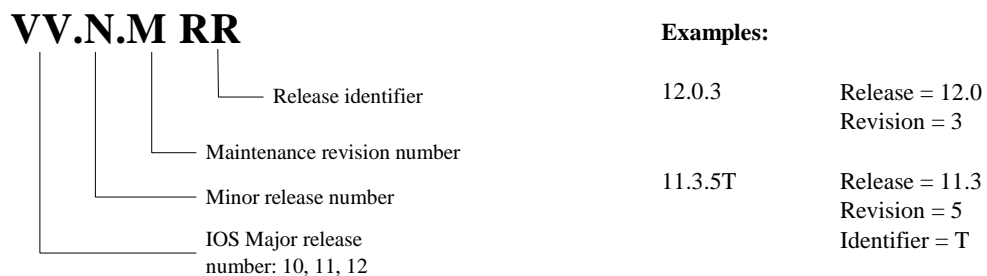 VV.N.M RR
Release identifier
Maintenance revision number
Minor release number
IOS Major release
number: 10, 11, 12
Examples:
12.0.3 Release = 12.0
Revision = 3
11.3.5T Release = 11.3
Revision = 5
Identifier = T